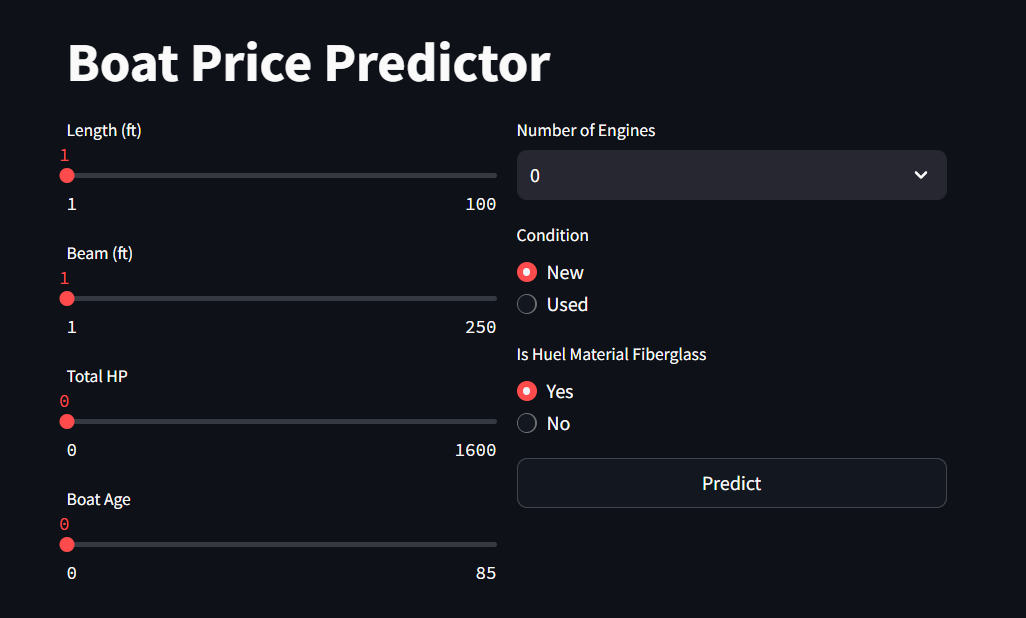 Boat Price Predictor
Length (ft)
1
1 100
Beam (ft)
1
1 250
Total HP
0
0 1600
Boat Age
0
0 85
Number of Engines
0
Condition
New
Used
Is Huel Material Fiberglass
Yes
No
Predict